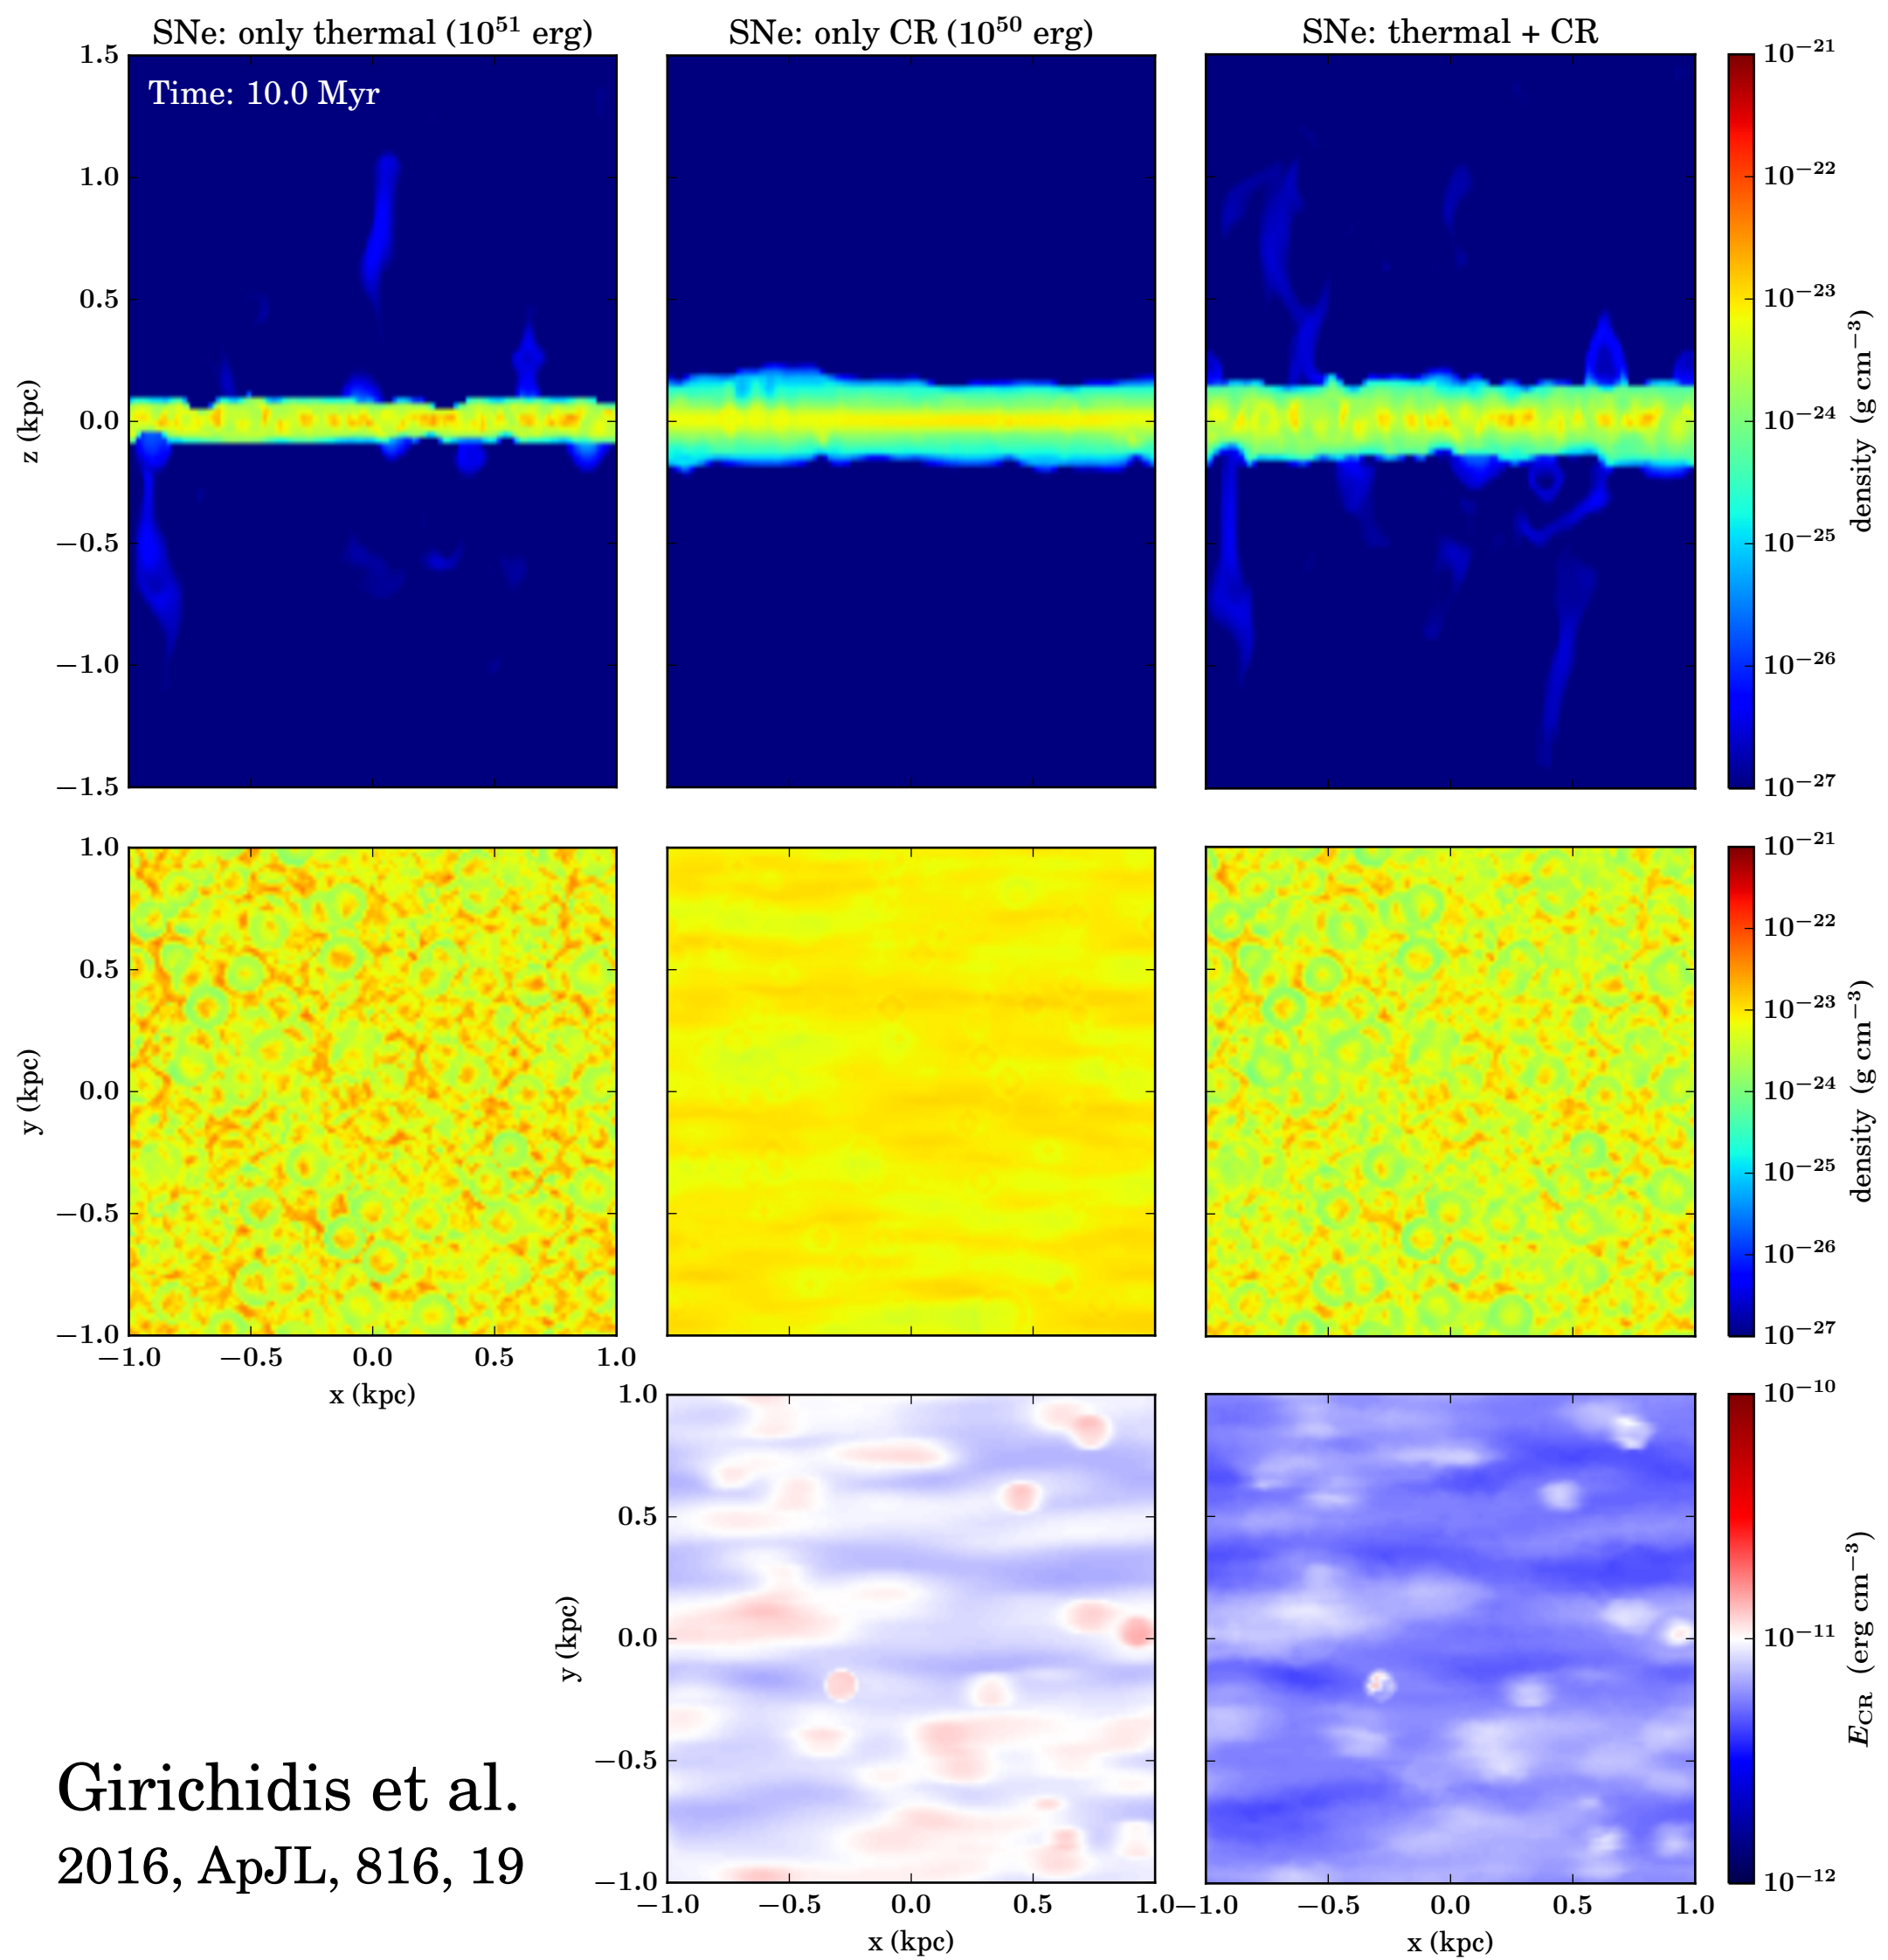 SNe: only thermal (10⁵¹ erg)
SNe: only CR (10⁵⁰ erg)
SNe: thermal + CR
Time: 10.0 Myr
1.5
1.0
0.5
0.0
−0.5
−1.0
−1.5
z (kpc)
10⁻²¹
10⁻²²
10⁻²³
10⁻²⁴
10⁻²⁵
10⁻²⁶
10⁻²⁷
density (g cm⁻³)
1.0
0.5
0.0
−0.5
−1.0
y (kpc)
−1.0 −0.5 0.0 0.5 1.0
x (kpc)
10⁻²¹
10⁻²²
10⁻²³
10⁻²⁴
10⁻²⁵
10⁻²⁶
10⁻²⁷
density (g cm⁻³)
1.0
0.5
0.0
−0.5
−1.0
y (kpc)
−1.0 −0.5 0.0 0.5 1.0
x (kpc)
−1.0 −0.5 0.0 0.5 1.0
x (kpc)
10⁻¹⁰
10⁻¹¹
10⁻¹²
E_CR (erg cm⁻³)
Girichidis et al.
2016, ApJL, 816, 19